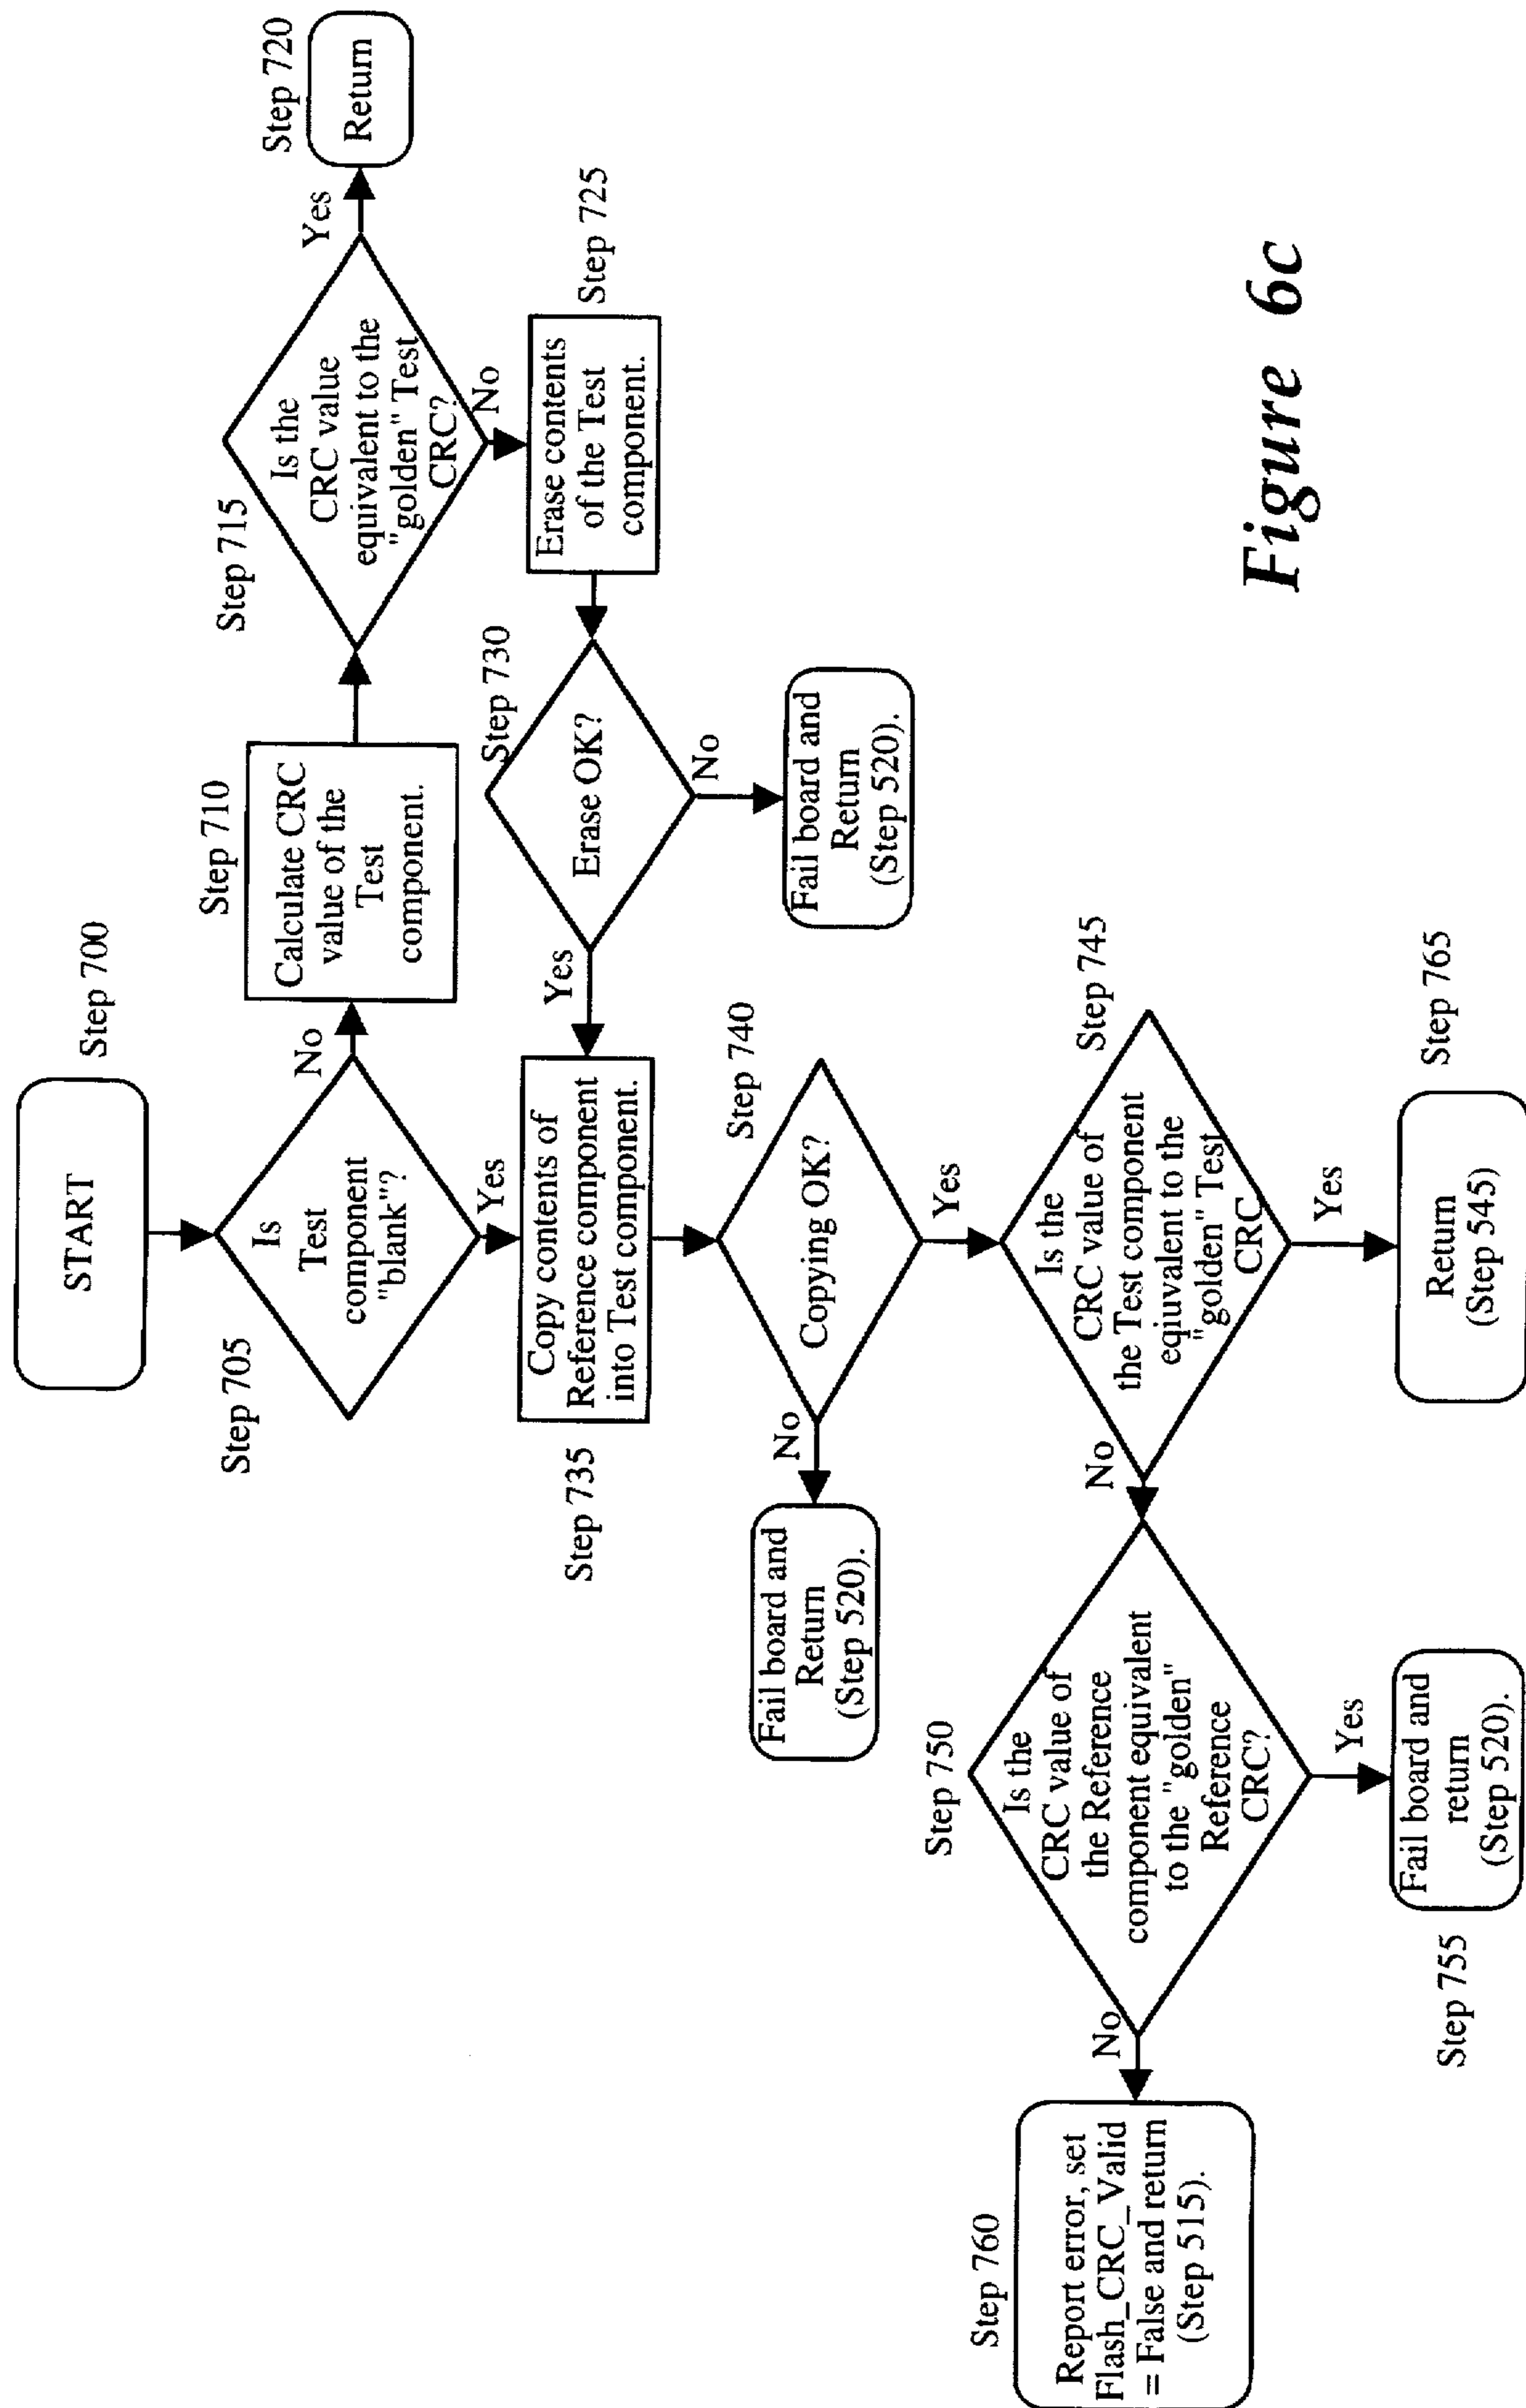 START
Step 700
Step 705
Is
Test
component
"blank"?
No
Yes
Step 710
Calculate CRC
value of the
Test
component.
Step 715
Is the
CRC value
equivalent to the
"golden" Test
CRC?
Yes
No
Step 720
Return
Step 725
Erase contents
of the Test
component.
Step 730
Erase OK?
Yes
No
Fail board and
Return
(Step 520).
Step 735
Copy contents of
Reference component
into Test component.
Step 740
Copying OK?
No
Yes
Fail board and
Return
(Step 520).
Step 745
Is the
CRC value of
the Test component
eqiuvalent to the
"golden" Test
CRC
No
Yes
Step 765
Return
(Step 545)
Step 750
Is the
CRC value of
the Reference
component equivalent
to the "golden"
Reference
CRC?
No
Yes
Step 755
Fail board and
return
(Step 520).
Step 760
Report error, set
Flash_CRC_Valid
= False and return
(Step 515).
Figure 6c